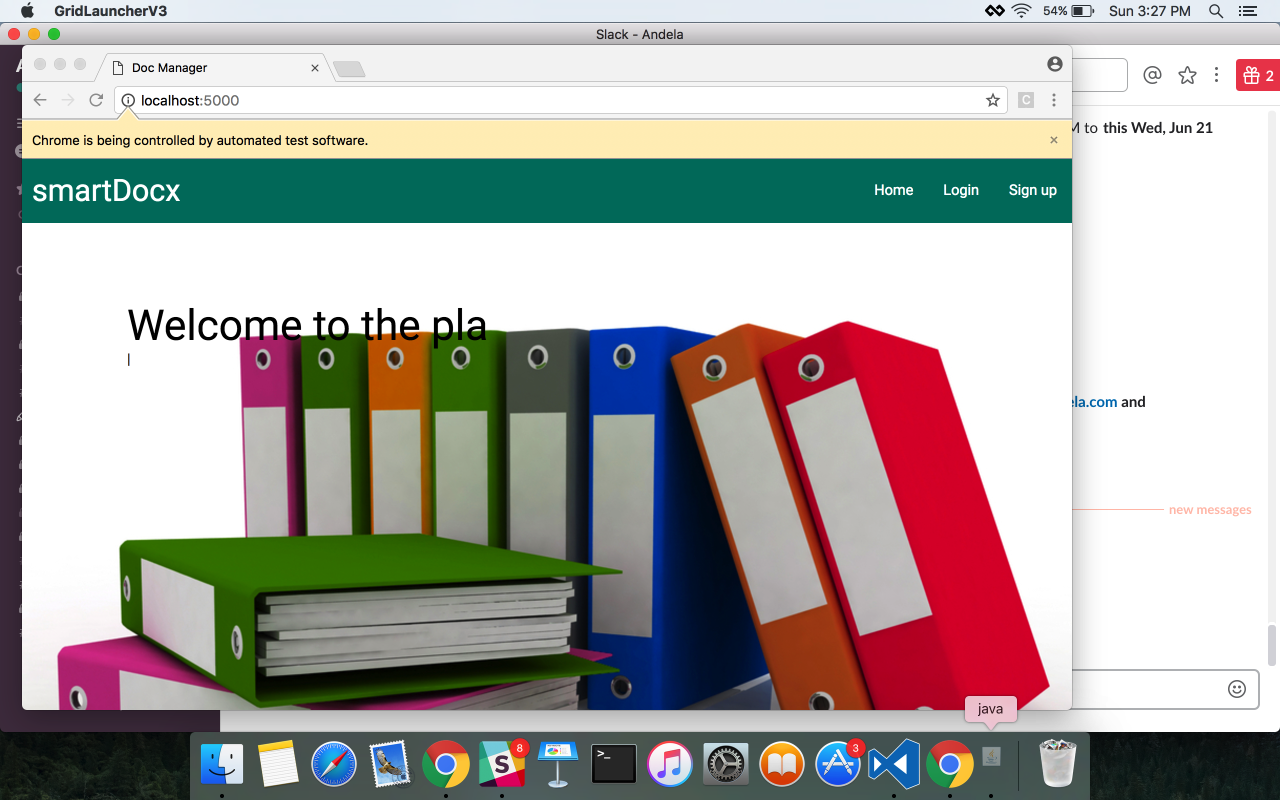 GridLauncherV3
54%
Sun 3:27 PM
Slack - Andela
Doc Manager
localhost:5000
C
2
Chrome is being controlled by automated test software.
to this Wed, Jun 21
smartDocx
Home
Login
Sign up
Welcome to the pla
ela.com and
new messages
java
8
3